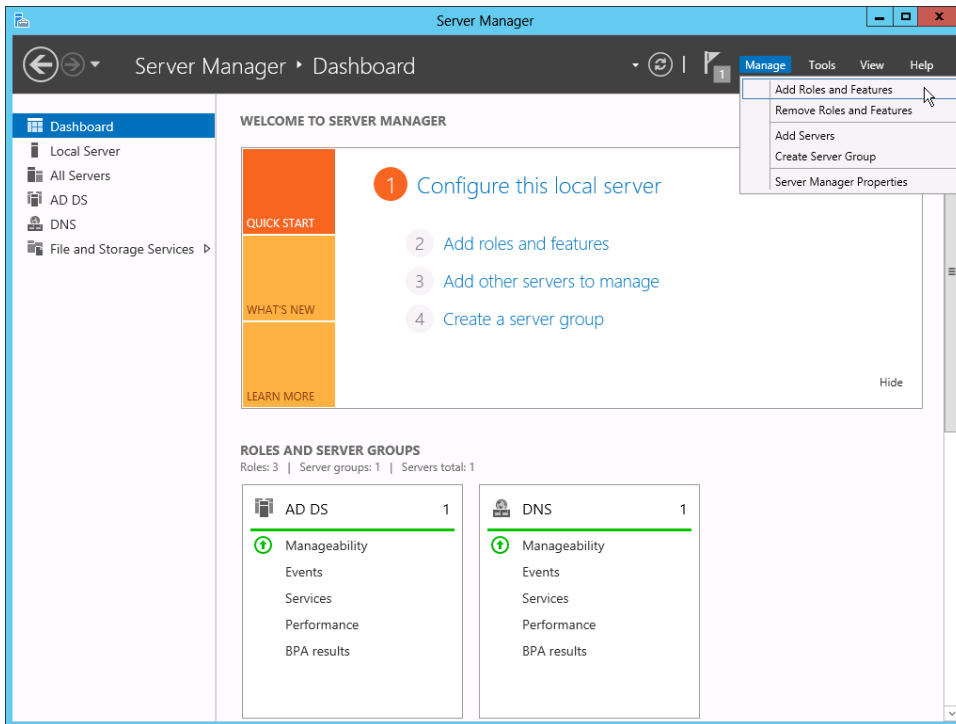 Server Manager
Server Manager ‣ Dashboard
1
Manage Tools View Help
Add Roles and Features
Remove Roles and Features
Add Servers
Create Server Group
Server Manager Properties
Dashboard
Local Server
All Servers
AD DS
DNS
File and Storage Services
WELCOME TO SERVER MANAGER
QUICK START
WHAT'S NEW
LEARN MORE
1 Configure this local server
2 Add roles and features
3 Add other servers to manage
4 Create a server group
Hide
ROLES AND SERVER GROUPS
Roles: 3 | Server groups: 1 | Servers total: 1
AD DS 1
Manageability
Events
Services
Performance
BPA results
DNS 1
Manageability
Events
Services
Performance
BPA results